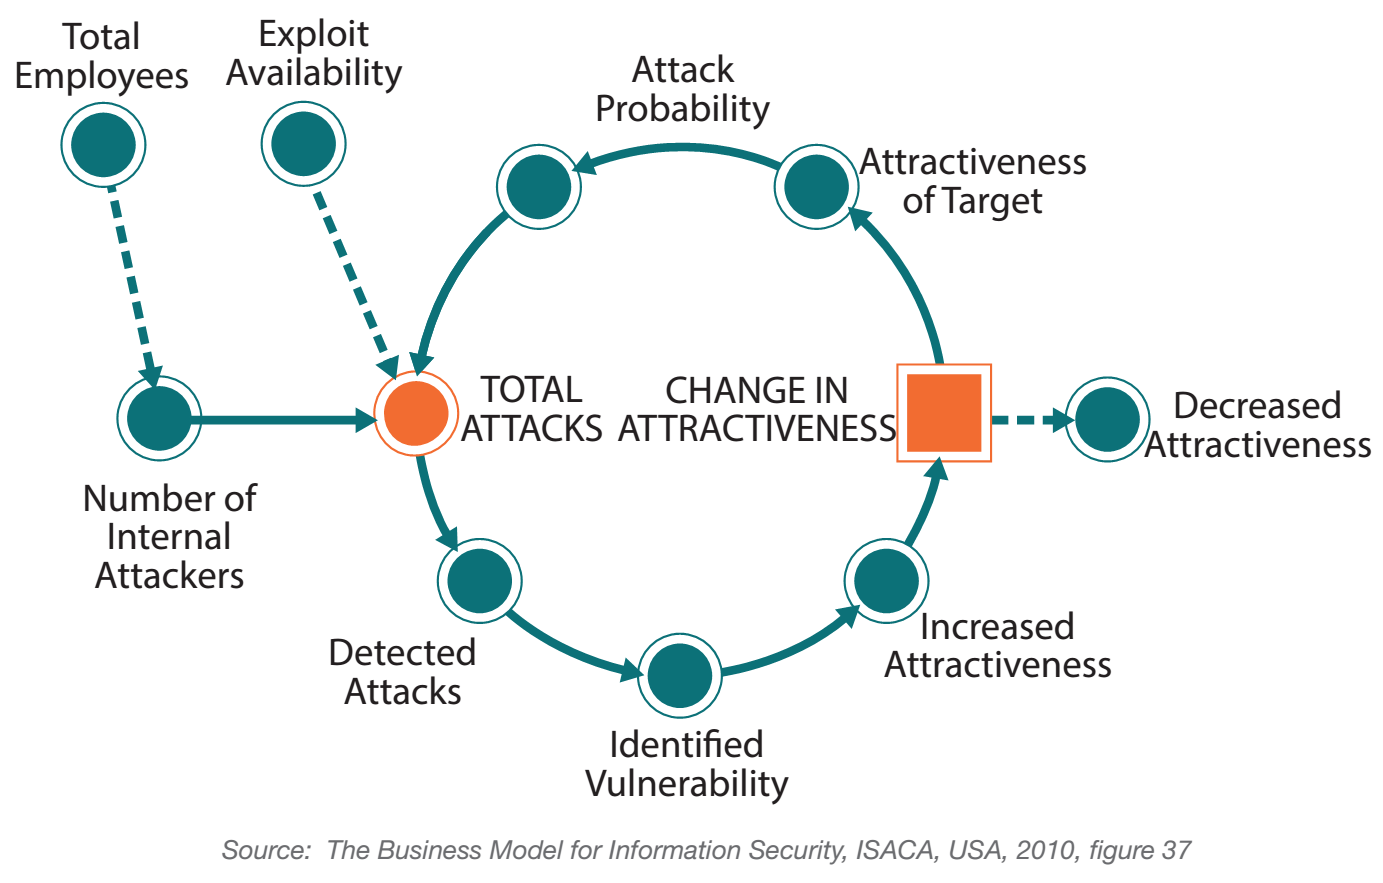 Total
Employees
Exploit
Availability
Attack
Probability
Attractiveness
of Target
TOTAL
ATTACKS
CHANGE IN
ATTRACTIVENESS
Decreased
Attractiveness
Number of
Internal
Attackers
Detected
Attacks
Increased
Attractiveness
Identified
Vulnerability
Source: The Business Model for Information Security, ISACA, USA, 2010, figure 37